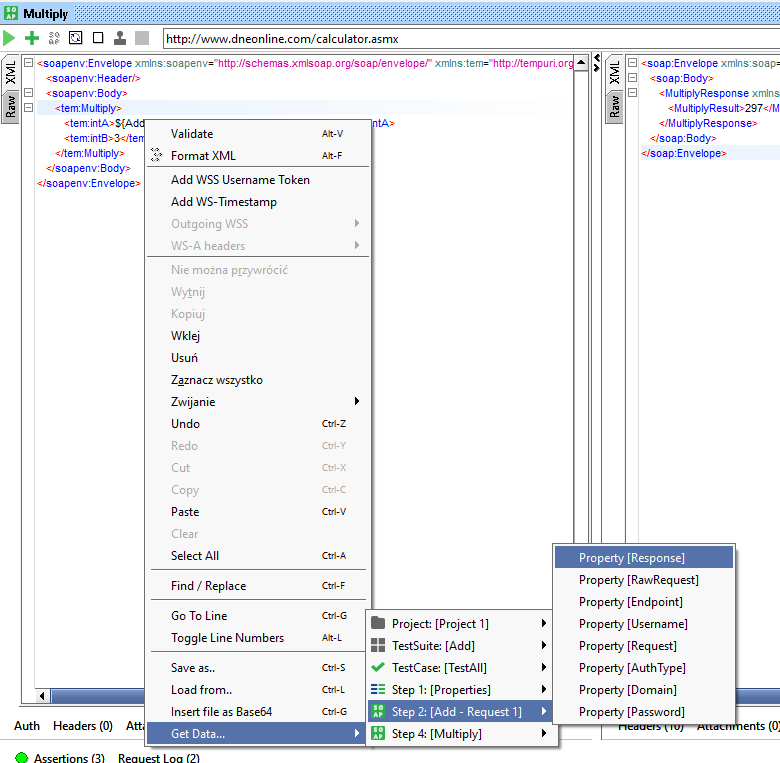 Multiply
http://www.dneonline.com/calculator.asmx
XML
Raw
<soapenv:Envelope xmlns:soapenv="http://schemas.xmlsoap.org/soap/envelope/" xmlns:tem="http://tempuri.org
<soapenv:Header/>
<soapenv:Body>
<tem:Multiply>
<tem:intA>${Add
intA>
<tem:intB>3</tem
</tem:Multiply>
</soapenv:Body>
</soapenv:Envelope>
XML
Raw
<soap:Envelope xmlns:soap=
<soap:Body>
<MultiplyResponse xmlns
<MultiplyResult>297</M
</MultiplyResponse>
</soap:Body>
</soap:Envelope>
Validate Alt-V
Format XML Alt-F
Add WSS Username Token
Add WS-Timestamp
Outgoing WSS
WS-A headers
Nie można przywrócić
Wytnij
Kopiuj
Wklej
Usuń
Zaznacz wszystko
Zwijanie
Undo Ctrl-Z
Redo Ctrl-Y
Cut Ctrl-X
Copy Ctrl-C
Paste Ctrl-V
Clear
Select All Ctrl-A
Find / Replace Ctrl-F
Go To Line Ctrl-G
Toggle Line Numbers Alt-L
Save as.. Ctrl-S
Load from.. Ctrl-L
Insert file as Base64 Ctrl-G
Get Data...
Project: [Project 1]
TestSuite: [Add]
TestCase: [TestAll]
Step 1: [Properties]
Step 2: [Add - Request 1]
Step 4: [Multiply]
Property [Response]
Property [RawRequest]
Property [Endpoint]
Property [Username]
Property [Request]
Property [AuthType]
Property [Domain]
Property [Password]
Auth Headers (0) Atta
Headers (10) Attachments (0)
Assertions (3) Request Log (2)